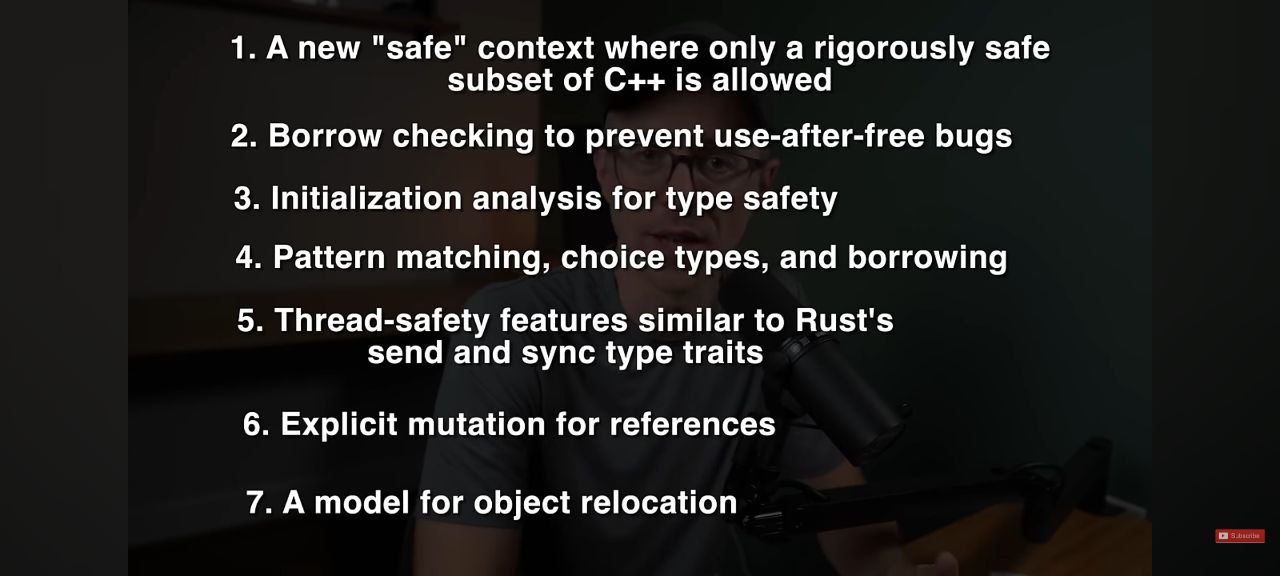 1. A new "safe" context where only a rigorously safe
subset of C++ is allowed
2. Borrow checking to prevent use-after-free bugs
3. Initialization analysis for type safety
4. Pattern matching, choice types, and borrowing
5. Thread-safety features similar to Rust's
send and sync type traits
6. Explicit mutation for references
7. A model for object relocation
Subscribe